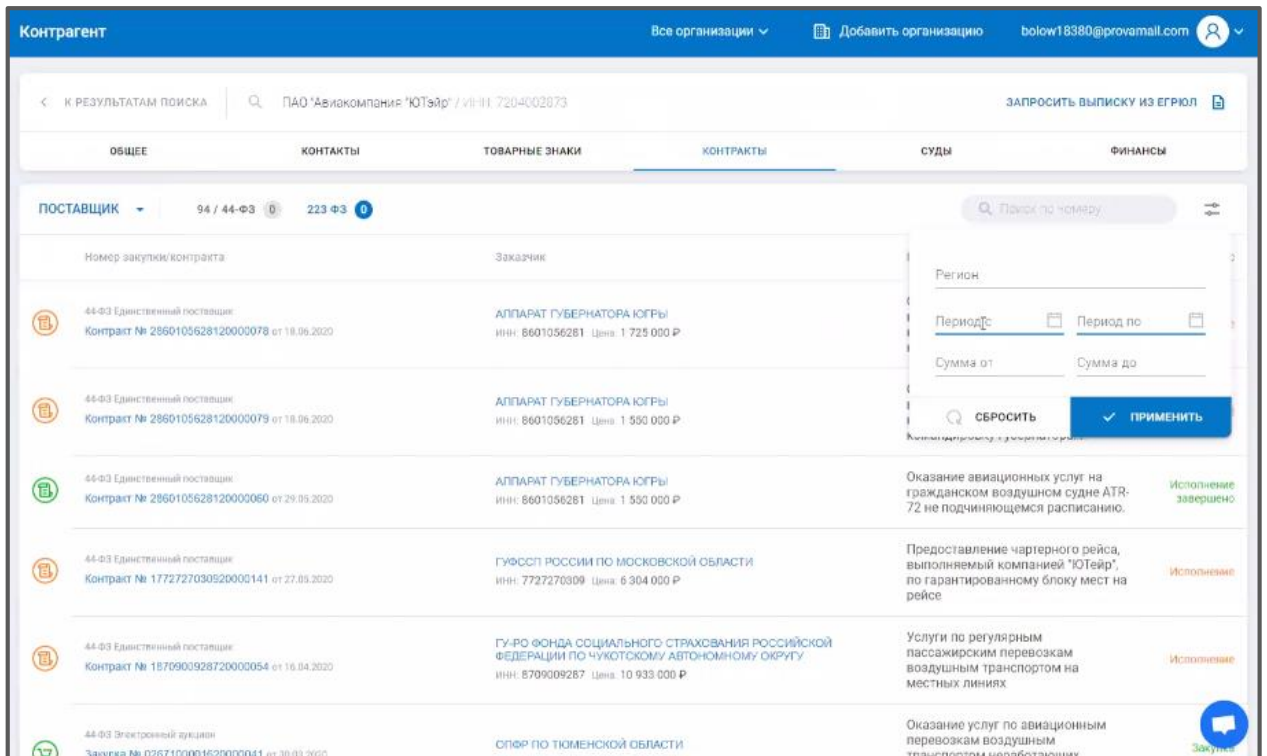 Контрагент
Все организации
Добавить организацию
bolow18380@provamail.com
К РЕЗУЛЬТАТАМ ПОИСКА
ПАО "Авиакомпания "ЮТэйр" / ИНН: 7204002873
ЗАПРОСИТЬ ВЫПИСКУ ИЗ ЕГРЮЛ
ОБЩЕЕ
КОНТАКТЫ
ТОВАРНЫЕ ЗНАКИ
КОНТРАКТЫ
СУДЫ
ФИНАНСЫ
ПОСТАВЩИК
94 / 44-ФЗ 0
223 ФЗ 0
Поиск по номеру
Номер закупки/контракта
Заказчик
Регион
Период с
Период по
Сумма от
Сумма до
СБРОСИТЬ
ПРИМЕНИТЬ
44-ФЗ Единственный поставщик
Контракт № 2860105628120000078 от 18.06.2020
АППАРАТ ГУБЕРНАТОРА ЮГРЫ
ИНН: 8601056281 Цена: 1 725 000 ₽
44-ФЗ Единственный поставщик
Контракт № 2860105628120000079 от 18.06.2020
АППАРАТ ГУБЕРНАТОРА ЮГРЫ
ИНН: 8601056281 Цена: 1 550 000 ₽
44-ФЗ Единственный поставщик
Контракт № 2860105628120000060 от 29.05.2020
АППАРАТ ГУБЕРНАТОРА ЮГРЫ
ИНН: 8601056281 Цена: 1 550 000 ₽
Оказание авиационных услуг на
гражданском воздушном судне ATR-
72 не подчиняющемся расписанию.
Исполнение
завершено
44-ФЗ Единственный поставщик
Контракт № 1772727030920000141 от 27.05.2020
ГУФССП РОССИИ ПО МОСКОВСКОЙ ОБЛАСТИ
ИНН: 7727270309 Цена: 6 304 000 ₽
Предоставление чартерного рейса,
выполняемый компанией "ЮТейр",
по гарантированному блоку мест на
рейсе
Исполнение
44-ФЗ Единственный поставщик
Контракт № 1870900928720000054 от 16.04.2020
ГУ-РО ФОНДА СОЦИАЛЬНОГО СТРАХОВАНИЯ РОССИЙСКОЙ
ФЕДЕРАЦИИ ПО ЧУКОТСКОМУ АВТОНОМНОМУ ОКРУГУ
ИНН: 8709009287 Цена: 10 933 000 ₽
Услуги по регулярным
пассажирским перевозкам
воздушным транспортом на
местных линиях
Исполнение
44-ФЗ Электронный аукцион
Закупка № 0267100001620000041 от 30.03.2020
ОПФР ПО ТЮМЕНСКОЙ ОБЛАСТИ
Оказание услуг по авиационным
перевозкам воздушным
транспортом неработающих
Закупка